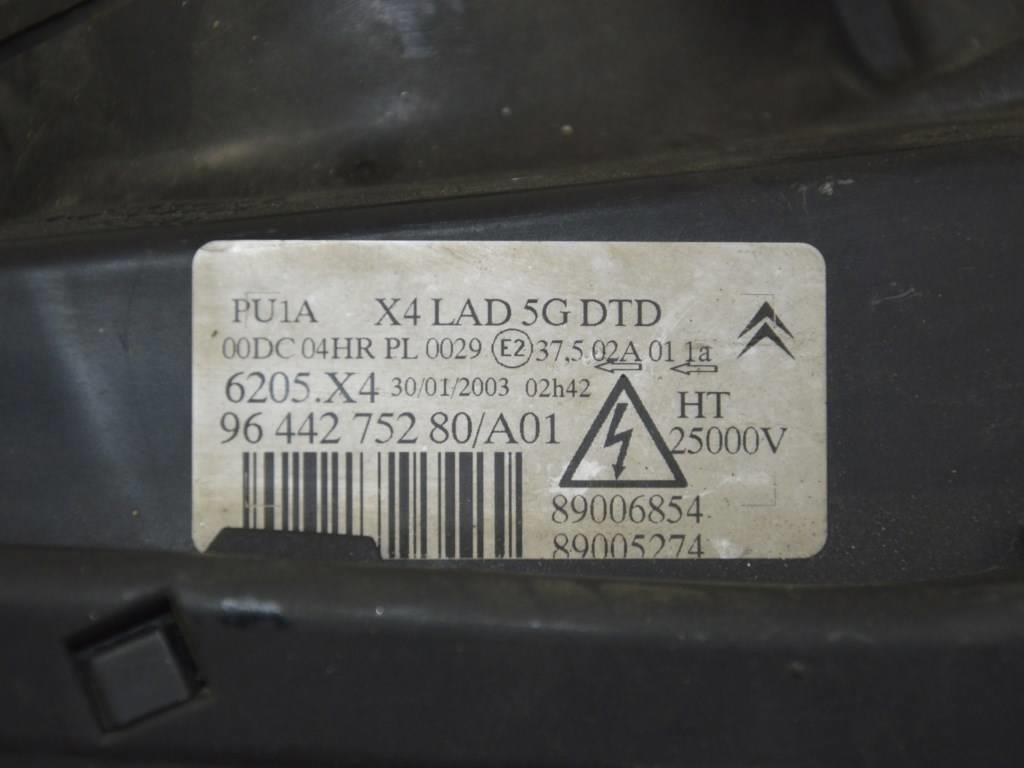 PU1A X4 LAD 5G DTD
00DC 04HR PL 0029 E2 37,5 02A 01 1a
6205.X4 30/01/2003 02h42
HT
96 442 752 80/A01 25000V
89006854
89005274